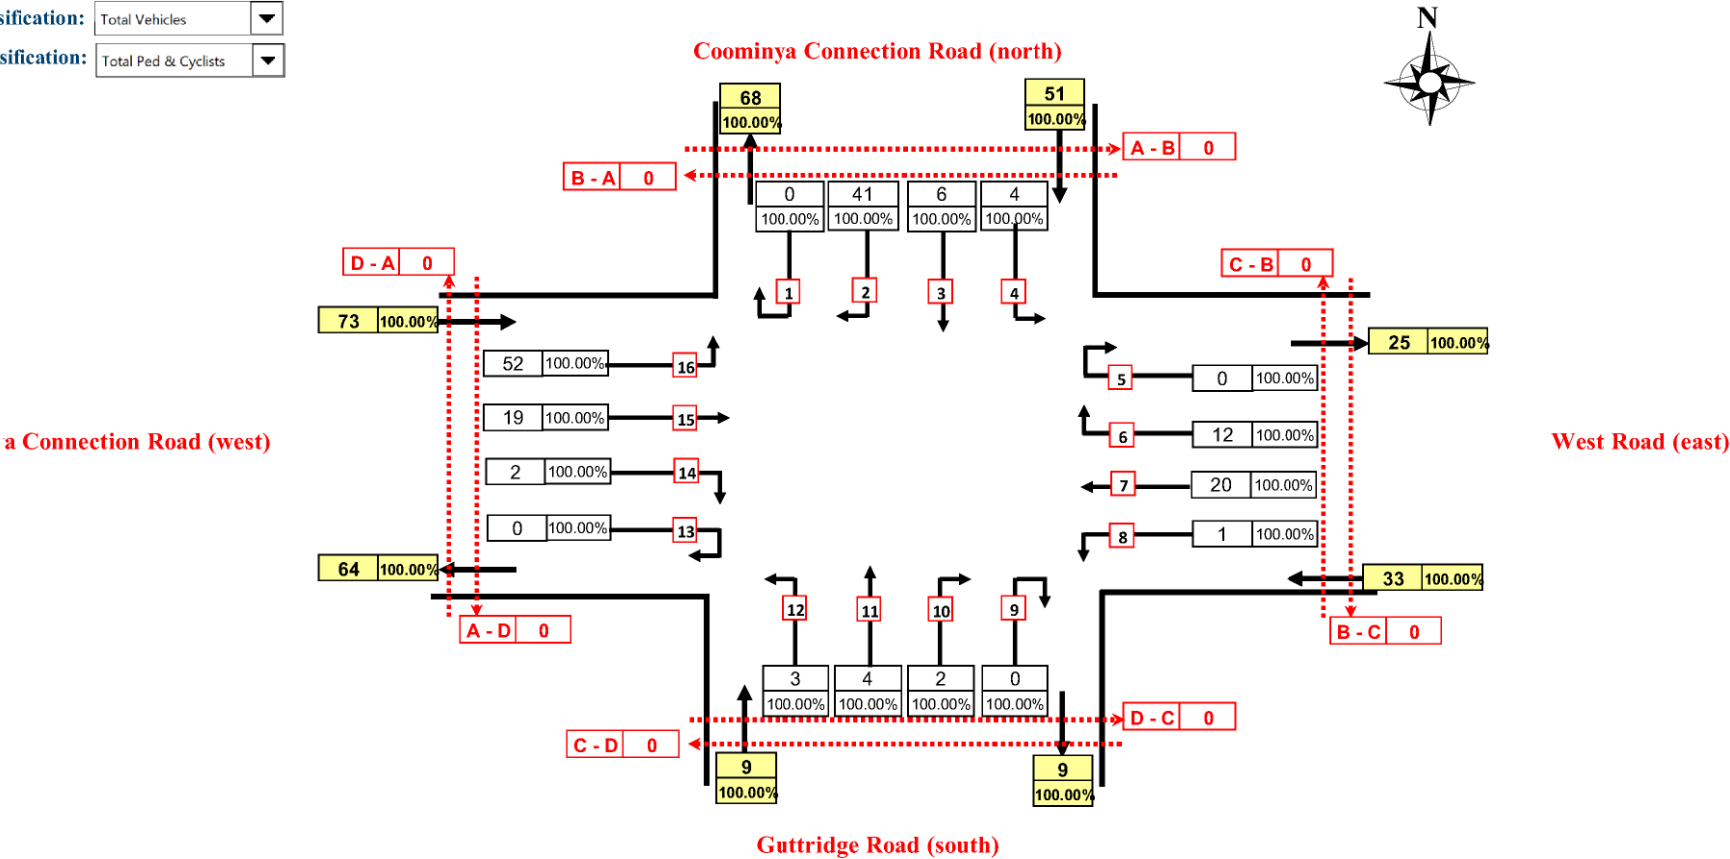 sification: Total Vehicles
sification: Total Ped & Cyclists
N
Coominya Connection Road (north)
68
100.00%
51
100.00%
A - B 0
B - A 0
0 41 6 4
100.00% 100.00% 100.00% 100.00%
D - A 0
C - B 0
1 2 3 4
73 100.00%
25 100.00%
52 100.00% 16
5 0 100.00%
19 100.00% 15
6 12 100.00%
a Connection Road (west)
West Road (east)
2 100.00% 14
7 20 100.00%
0 100.00% 13
8 1 100.00%
64 100.00%
33 100.00%
12 11 10 9
A - D 0
B - C 0
3 4 2 0
100.00% 100.00% 100.00% 100.00%
D - C 0
C - D 0
9
100.00%
9
100.00%
Guttridge Road (south)